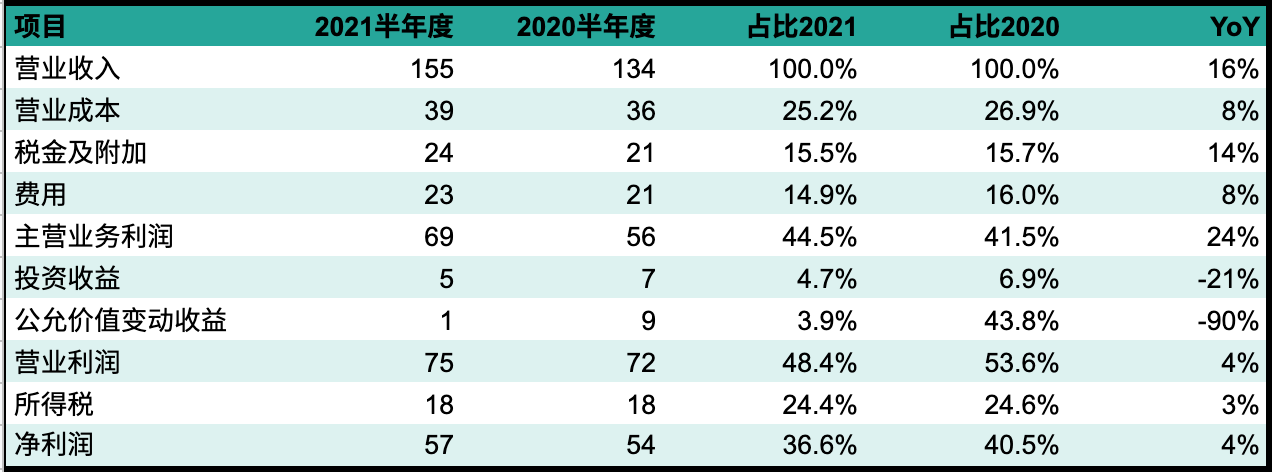 项目 2021半年度 2020半年度 占比2021 占比2020 YoY
营业收入 155 134 100.0% 100.0% 16%
营业成本 39 36 25.2% 26.9% 8%
税金及附加 24 21 15.5% 15.7% 14%
费用 23 21 14.9% 16.0% 8%
主营业务利润 69 56 44.5% 41.5% 24%
投资收益 5 7 4.7% 6.9% -21%
公允价值变动收益 1 9 3.9% 43.8% -90%
营业利润 75 72 48.4% 53.6% 4%
所得税 18 18 24.4% 24.6% 3%
净利润 57 54 36.6% 40.5% 4%